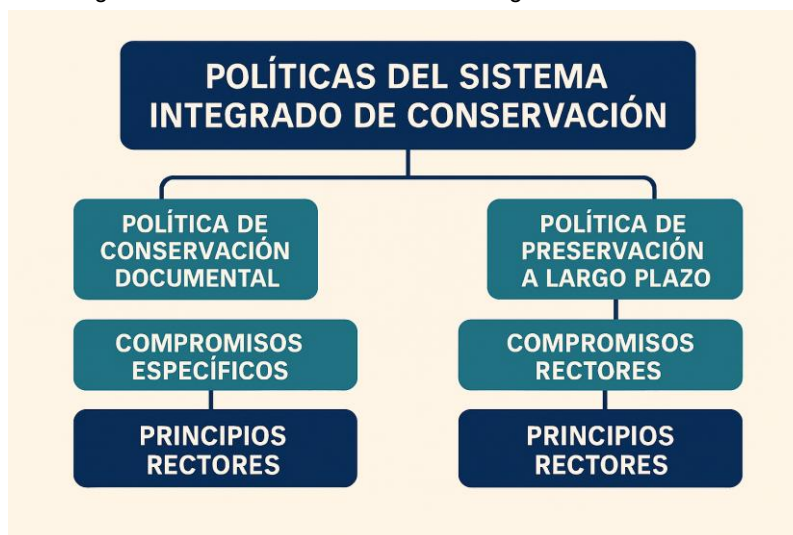 POLÍTICAS DEL SISTEMA
INTEGRADO DE CONSERVACIÓN
POLÍTICA DE
CONSERVACIÓN
DOCUMENTAL
POLÍTICA DE
PRESERVACIÓN
A LARGO PLAZO
COMPROMISOS
ESPECÍFICOS
COMPROMISOS
RECTORES
PRINCIPIOS
RECTORES
PRINCIPIOS
RECTORES